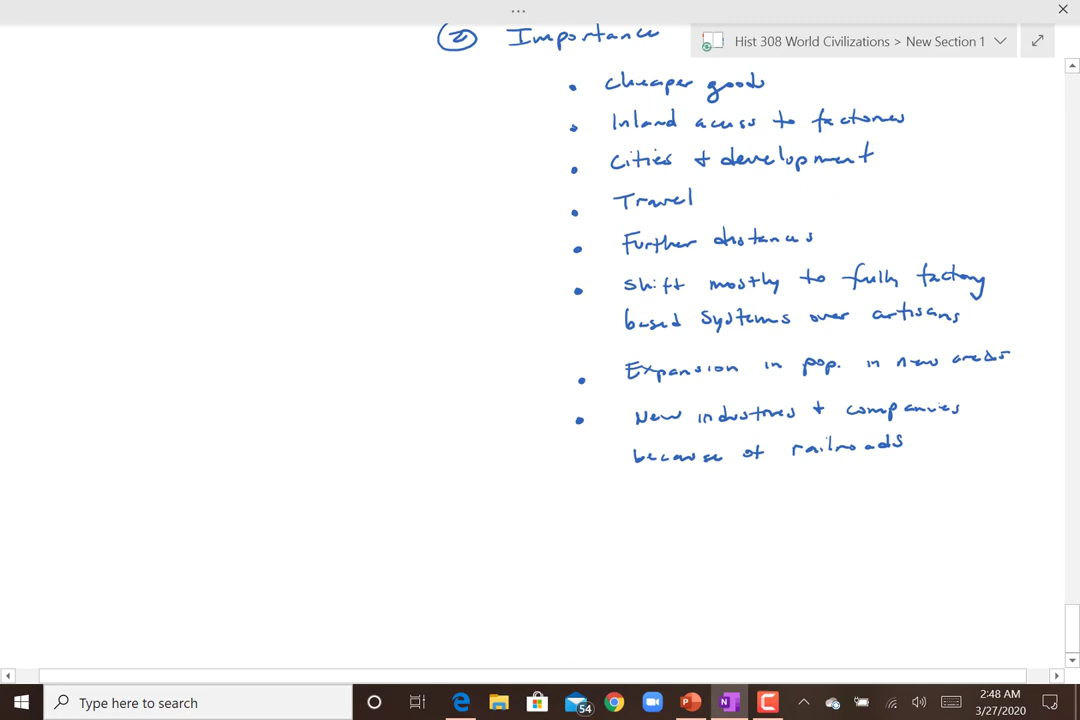 ② Importance
Hist 308 World Civilizations > New Section 1
• Cheaper goods
• Inland access to factories
• Cities + development
• Travel
• Further distances
• Shift mostly to fully factory
based systems over artisans
• Expansion in pop. in new areas
• New industries + companies
because of railroads
Type here to search
54
2:48 AM
3/27/2020